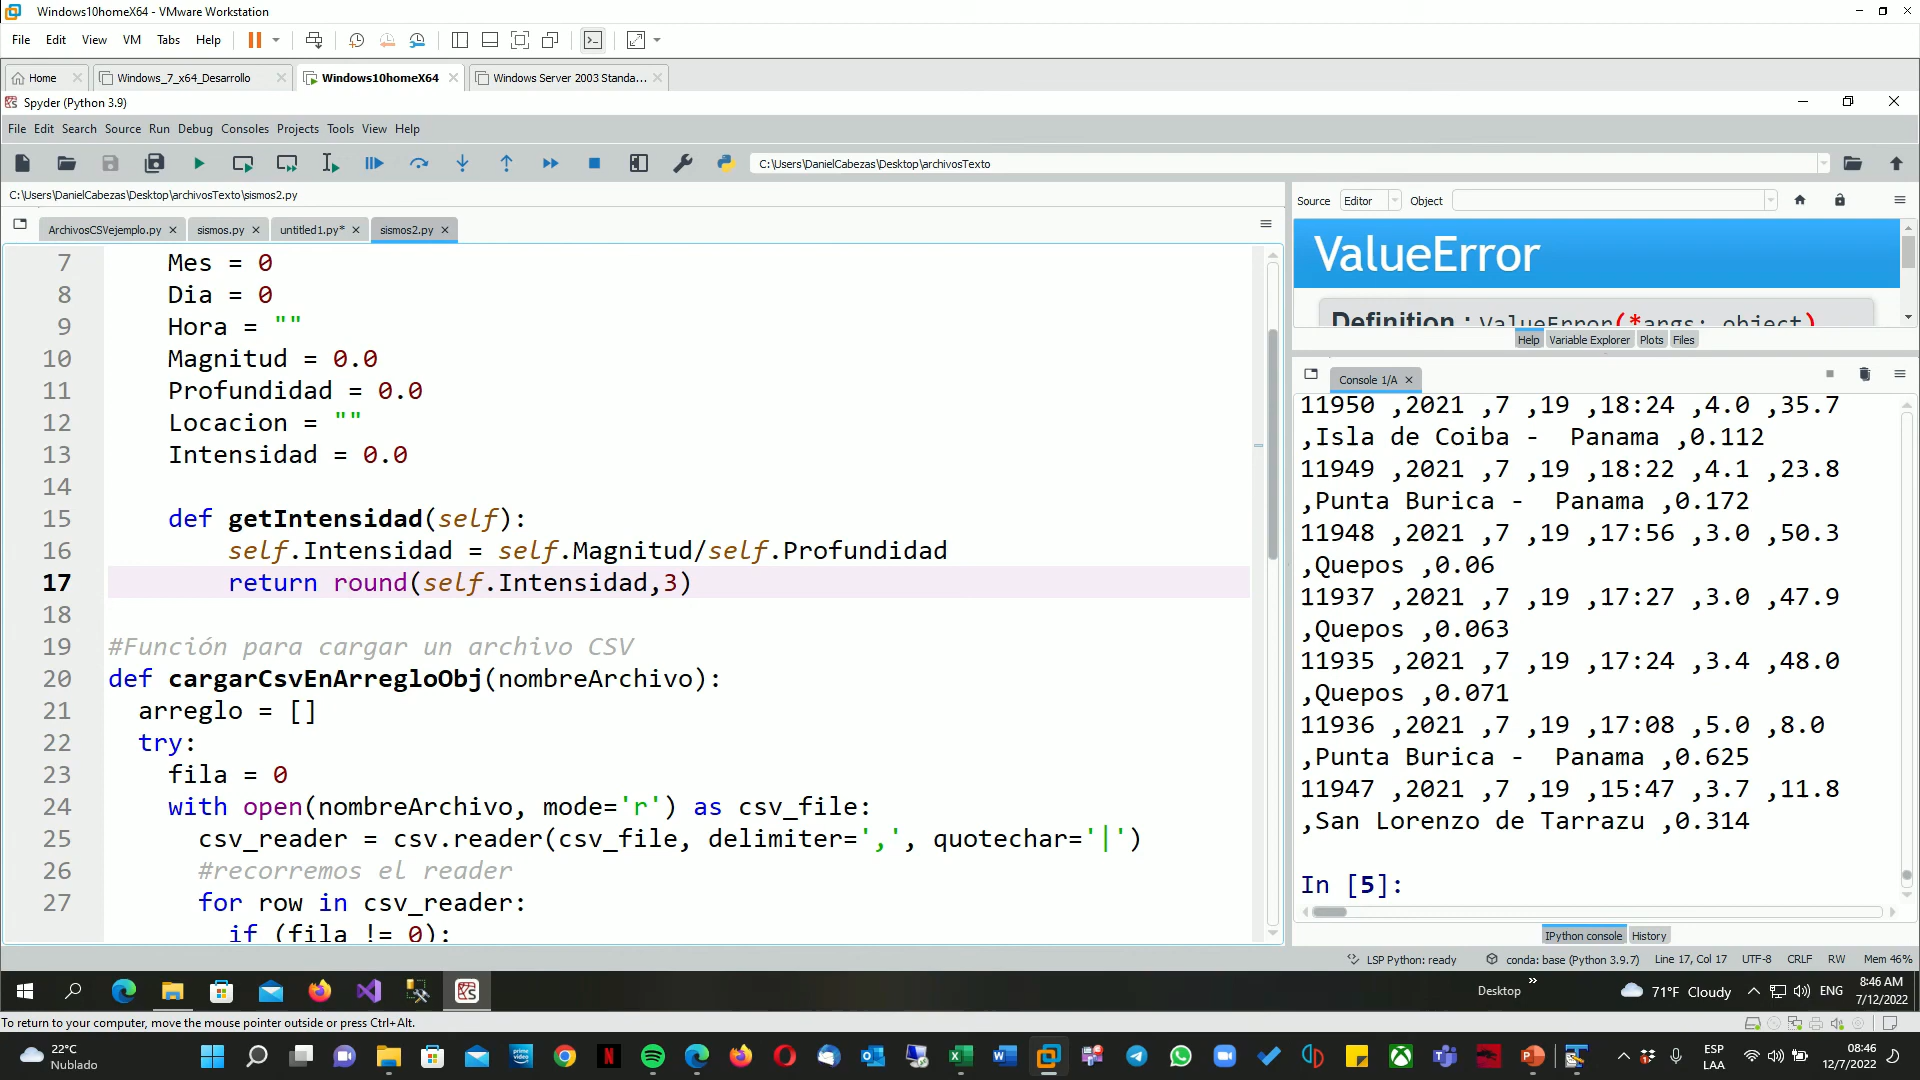 Windows10homeX64 - VMware Workstation
File Edit View VM Tabs Help
Home Windows_7_x64_Desarrollo Windows10homeX64 Windows Server 2003 Standa...
Spyder (Python 3.9)
File Edit Search Source Run Debug Consoles Projects Tools View Help
C:\Users\DanielCabezas\Desktop\archivosTexto
C:\Users\DanielCabezas\Desktop\archivosTexto\sismos2.py
ArchivosCSVejemplo.py sismos.py untitled1.py* sismos2.py
7 Mes = 0
8 Dia = 0
9 Hora = ""
10 Magnitud = 0.0
11 Profundidad = 0.0
12 Locacion = ""
13 Intensidad = 0.0
14
15 def getIntensidad(self):
16 self.Intensidad = self.Magnitud/self.Profundidad
17 return round(self.Intensidad,3)
18
19 #Función para cargar un archivo CSV
20 def cargarCsvEnArregloObj(nombreArchivo):
21 arreglo = []
22 try:
23 fila = 0
24 with open(nombreArchivo, mode='r') as csv_file:
25 csv_reader = csv.reader(csv_file, delimiter=',', quotechar='|')
26 #recorremos el reader
27 for row in csv_reader:
if (fila != 0):
Source Editor Object
ValueError
Definition : ValueError(*args: object)
Help Variable Explorer Plots Files
Console 1/A
11950 ,2021 ,7 ,19 ,18:24 ,4.0 ,35.7
,Isla de Coiba -  Panama ,0.112
11949 ,2021 ,7 ,19 ,18:22 ,4.1 ,23.8
,Punta Burica -  Panama ,0.172
11948 ,2021 ,7 ,19 ,17:56 ,3.0 ,50.3
,Quepos ,0.06
11937 ,2021 ,7 ,19 ,17:27 ,3.0 ,47.9
,Quepos ,0.063
11935 ,2021 ,7 ,19 ,17:24 ,3.4 ,48.0
,Quepos ,0.071
11936 ,2021 ,7 ,19 ,17:08 ,5.0 ,8.0
,Punta Burica -  Panama ,0.625
11947 ,2021 ,7 ,19 ,15:47 ,3.7 ,11.8
,San Lorenzo de Tarrazu ,0.314
In [5]:
IPython console History
LSP Python: ready conda: base (Python 3.9.7) Line 17, Col 17 UTF-8 CRLF RW Mem 46%
Desktop 71°F Cloudy ENG 8:46 AM
7/12/2022
To return to your computer, move the mouse pointer outside or press Ctrl+Alt.
22°C
Nublado
ESP
LAA
08:46
12/7/2022